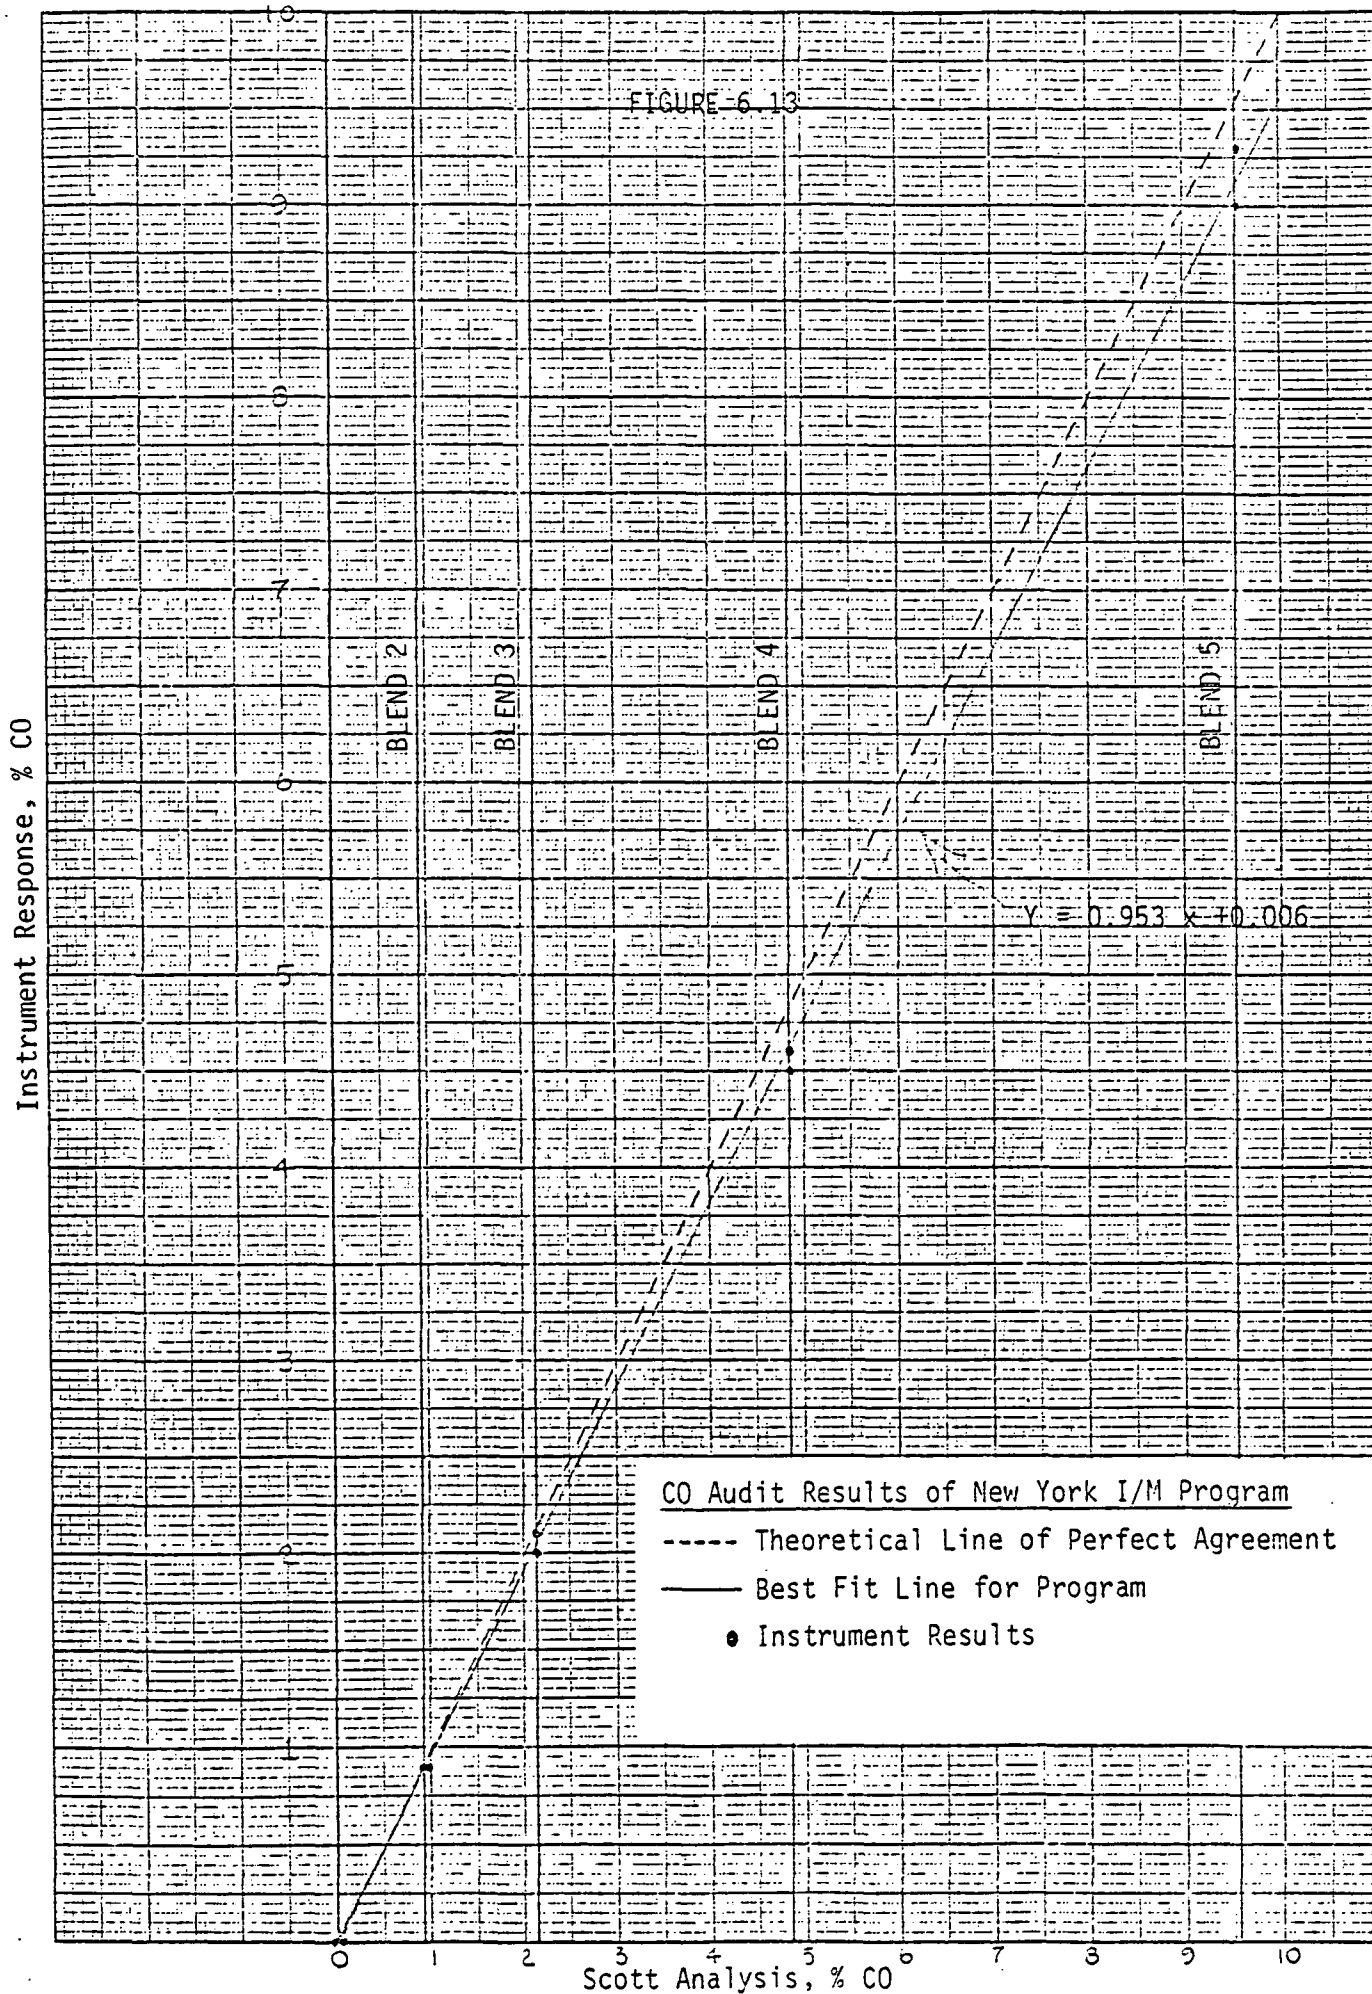 FIGURE 6.13
10
9
8
7
6
5
4
3
2
1
Instrument Response, % CO
BLEND 2
BLEND 3
BLEND 4
BLEND 5
Y = 0.953 x +0.006
CO Audit Results of New York I/M Program
----- Theoretical Line of Perfect Agreement
Best Fit Line for Program
● Instrument Results
0 1 2 3 4 5 6 7 8 9 10
Scott Analysis, % CO